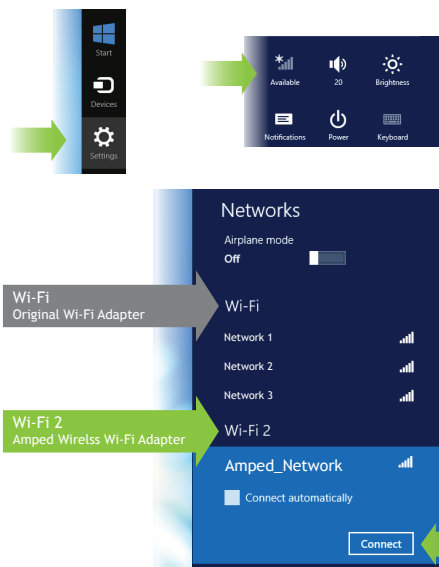 Start
Devices
Settings
Available
20
Brightness
Notifications
Power
Keyboard
Networks
Airplane mode
Off
Wi-Fi
Original Wi-Fi Adapter
Wi-Fi
Network 1
Network 2
Network 3
Wi-Fi 2
Amped Wirelss Wi-Fi Adapter
Wi-Fi 2
Amped_Network
Connect automatically
Connect